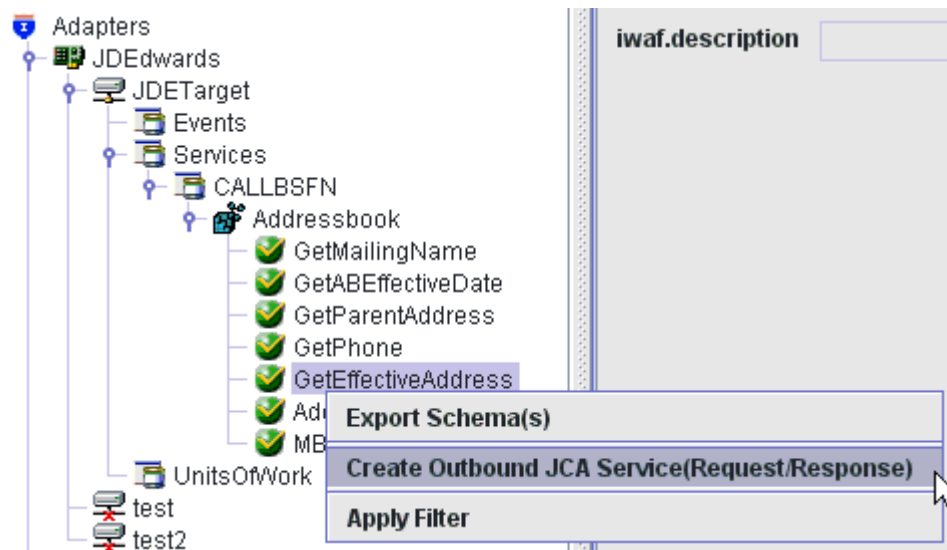 Adapters
JDEdwards
JDETarget
Events
Services
CALLBSFN
Addressbook
GetMailingName
GetABEffectiveDate
GetParentAddress
GetPhone
GetEffectiveAddress
MB
UnitsOfWork
test
test2
iwaf.description
Export Schema(s)
Create Outbound JCA Service(Request/Response)
Apply Filter